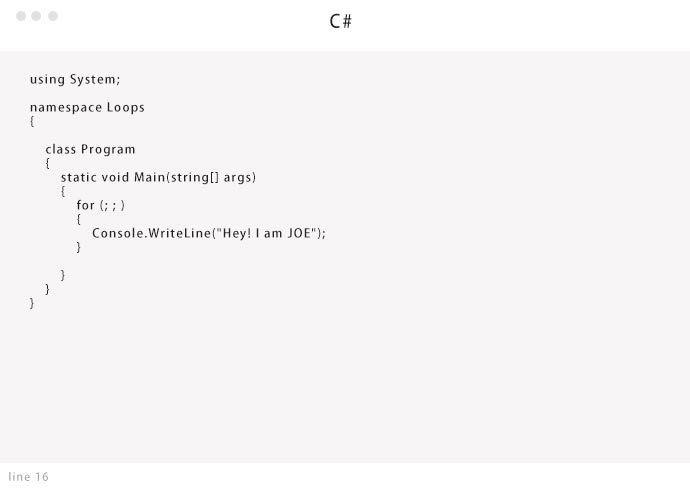 C#
using System;
namespace Loops
{
class Program
{
static void Main(string[] args)
{
for (; ; )
{
Console.WriteLine("Hey! I am JOE");
}
}
}
}
line 16